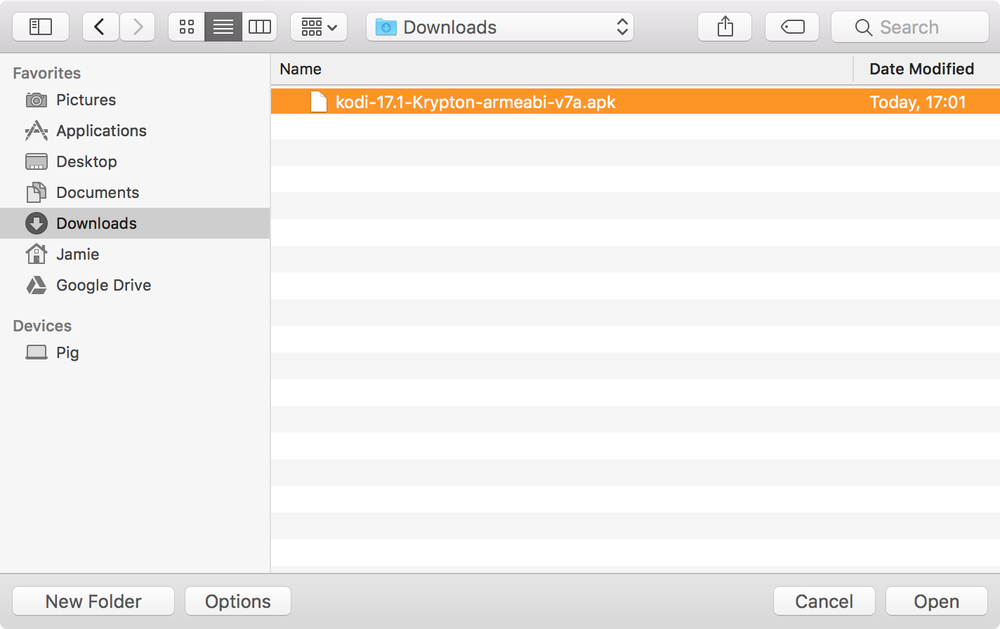 Downloads
Search
Favorites
Pictures
Applications
Desktop
Documents
Downloads
Jamie
Google Drive
Devices
Pig
Name Date Modified
kodi-17.1-Krypton-armeabi-v7a.apk Today, 17:01
New Folder Options Cancel Open